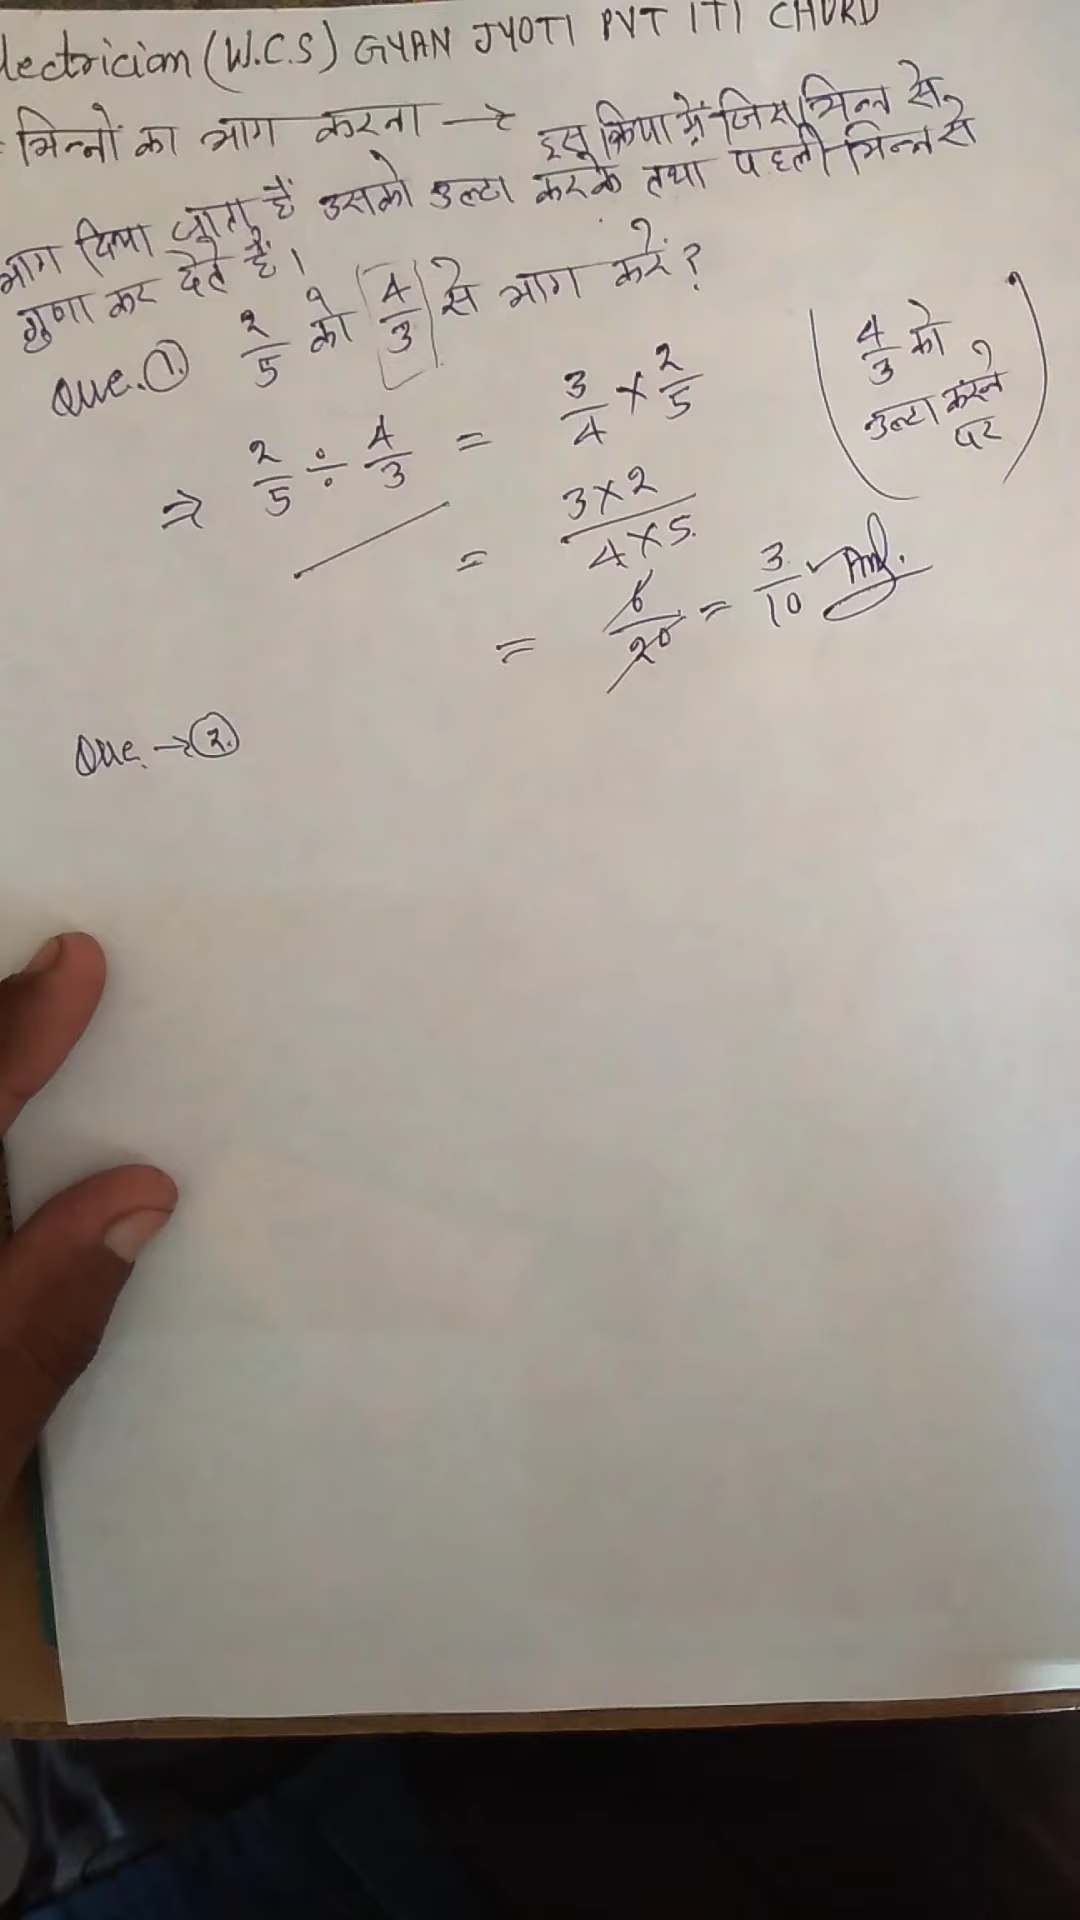 lectrician (W.C.S) GYAN JYOTI PVT ITI CHURU
भिन्नों का भाग करना → इस क्रिया में जिस भिन्न से
भाग दिया जाता हैं उसको उल्टा करके तथा पहली भिन्न से
गुणा कर देते हैं।
Que. ①. 2/5 को 4/3 से भाग करें?
⇒ 2/5 ÷ 4/3 = 3/4 × 2/5
(4/3 को
उल्टा करने
पर)
= 3×2/4×5
= 6/20 = 3/10 Ans.
Que. → ②.